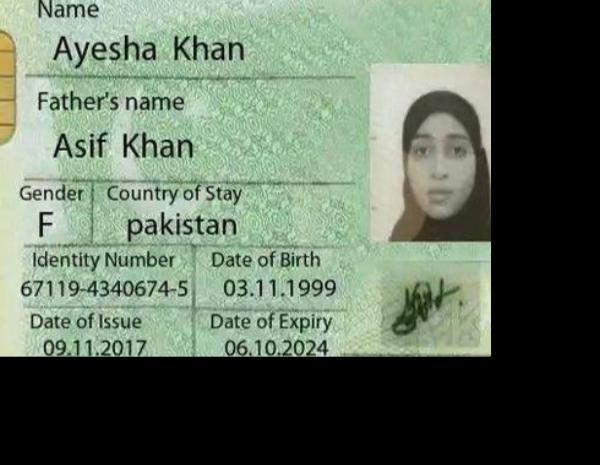 Name
Ayesha Khan
Father's name
Asif Khan
Gender Country of Stay
F pakistan
Identity Number Date of Birth
67119-4340674-5 03.11.1999
Date of Issue Date of Expiry
09.11.2017 06.10.2024